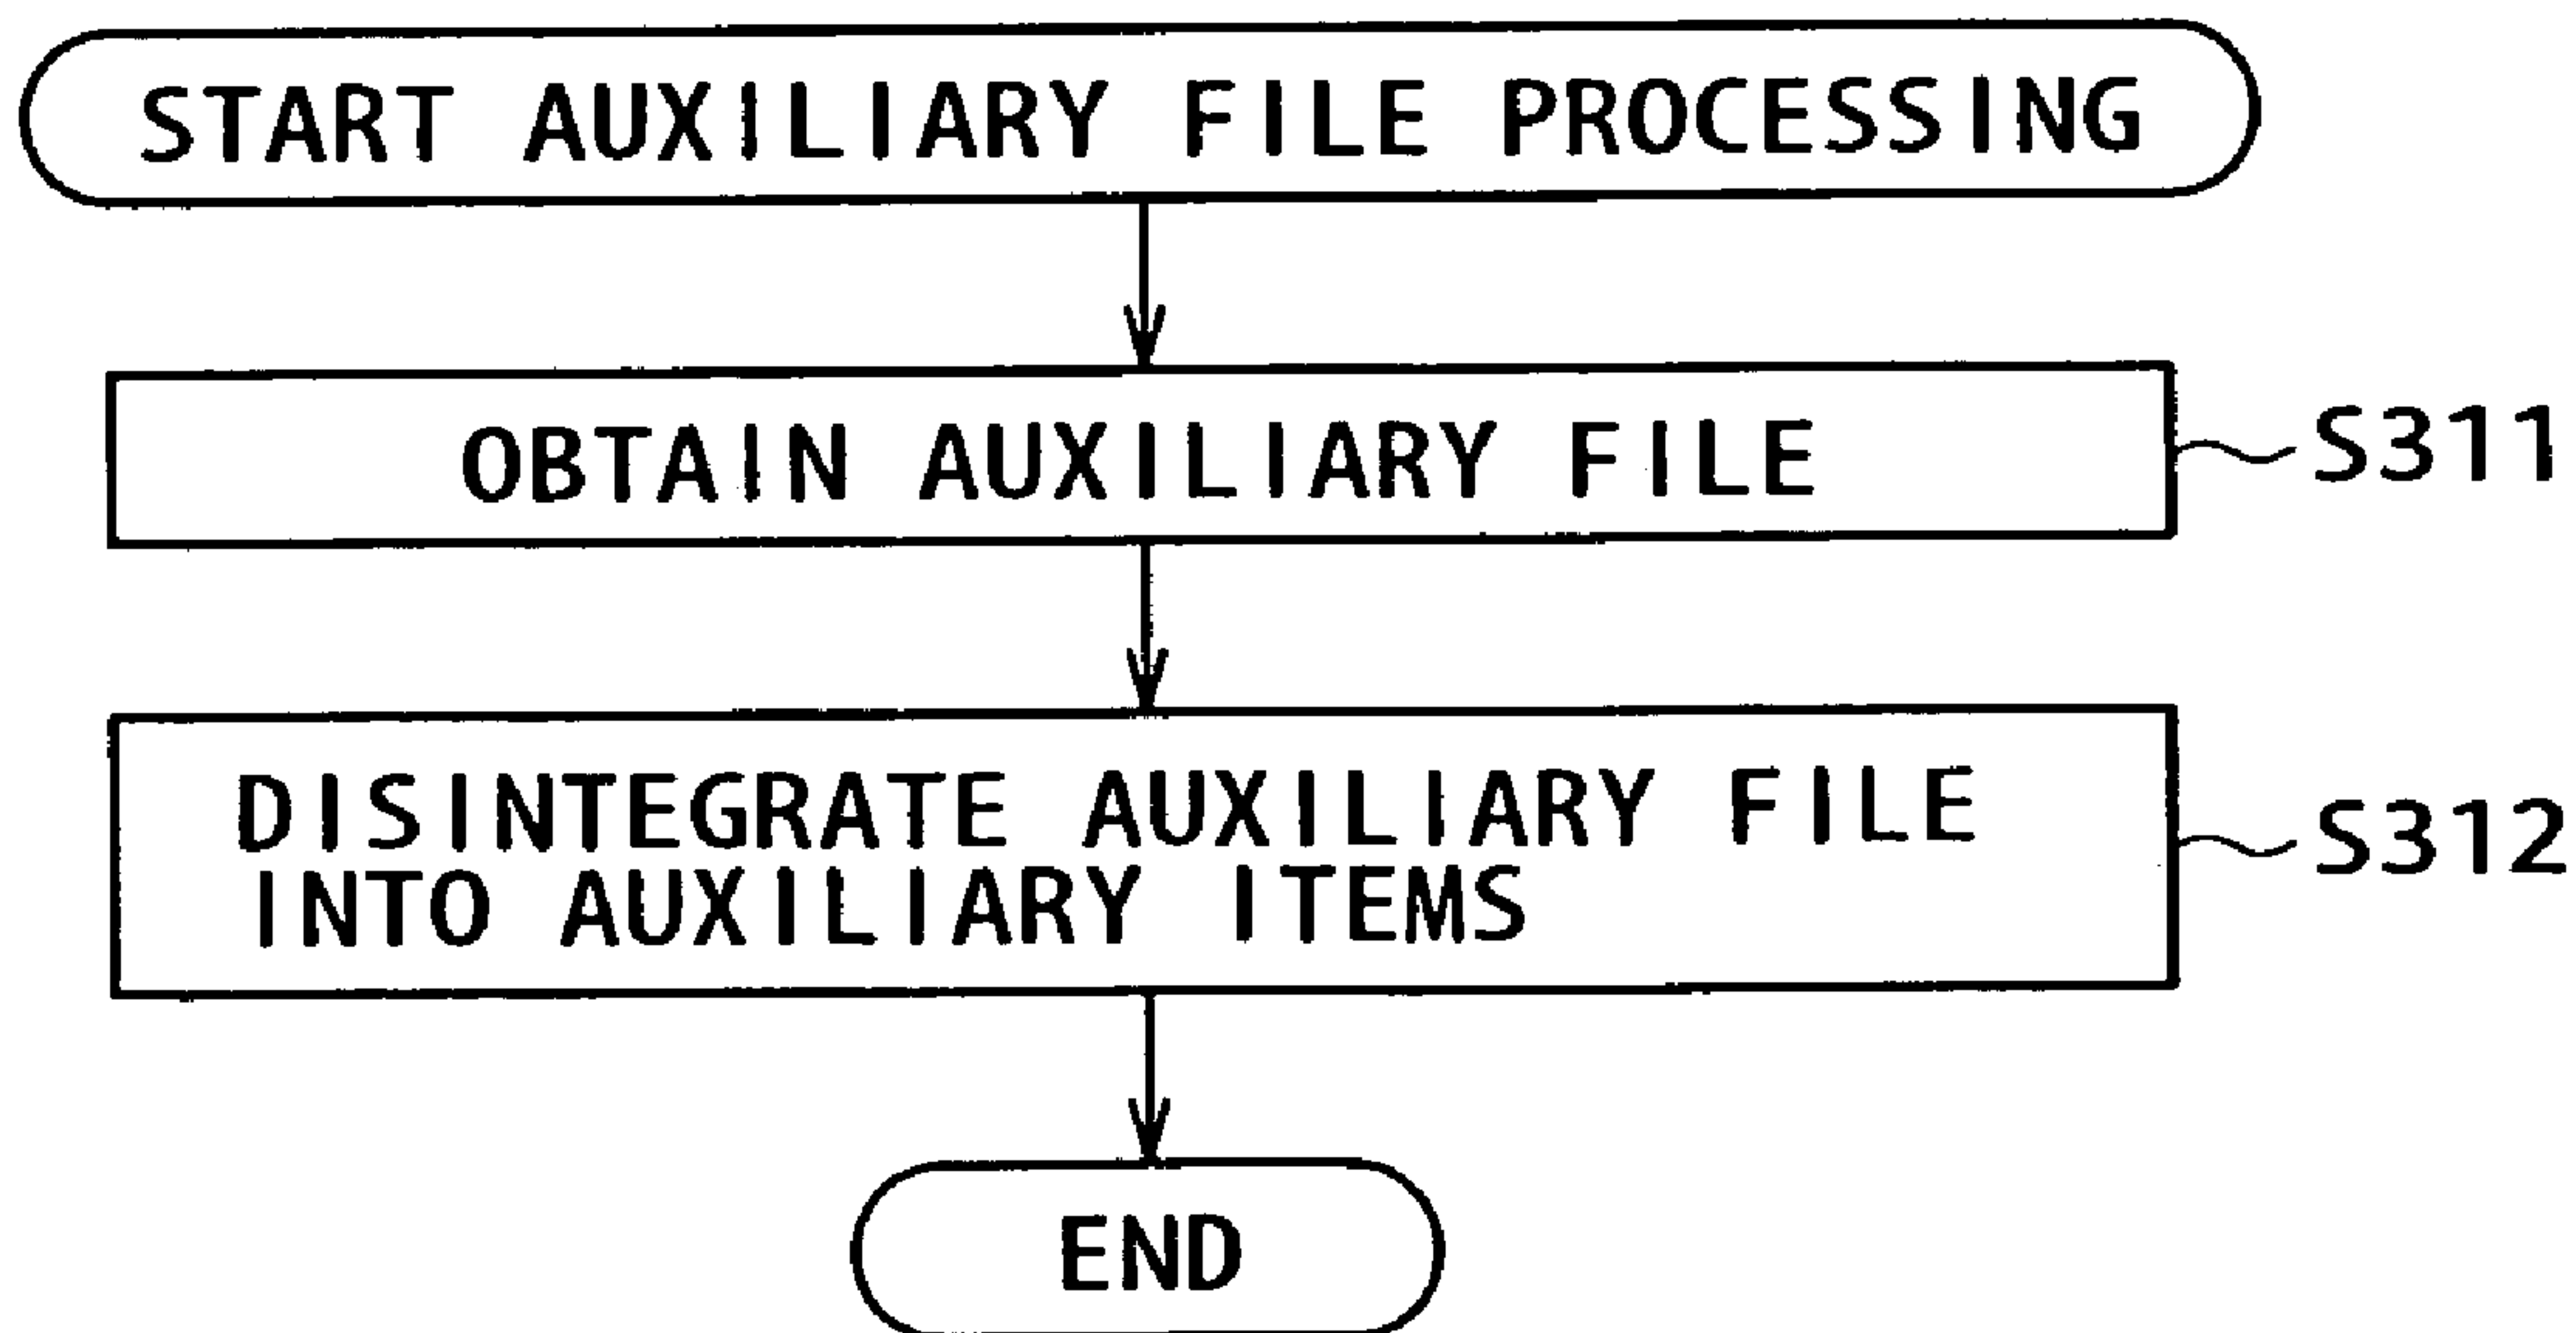 START AUXILIARY FILE PROCESSING
OBTAIN AUXILIARY FILE
S311
DISINTEGRATE AUXILIARY FILE
INTO AUXILIARY ITEMS
S312
END